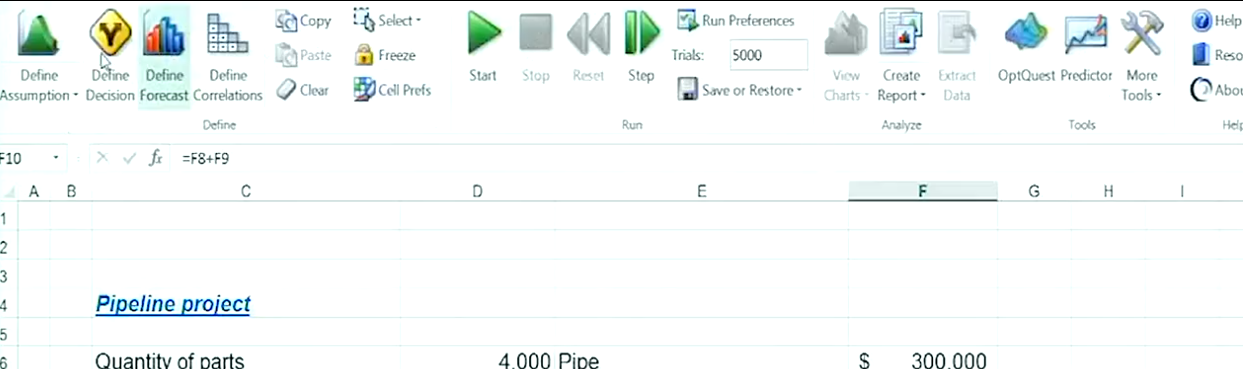 Copy Select Run Preferences Help
Define Define Define Define Paste Freeze Start Stop Reset Step Trials: 5000 View Create Extract OptQuest Predictor More
Assumption Decision Forecast Correlations Clear Cell Prefs Save or Restore Charts Report Data Tools
Define Run Analyze Tools
F10 fx =F8+F9
A B C D E F G H I
1
2
3
4 Pipeline project
5
6 Quantity of parts 4,000 Pipe $ 300,000